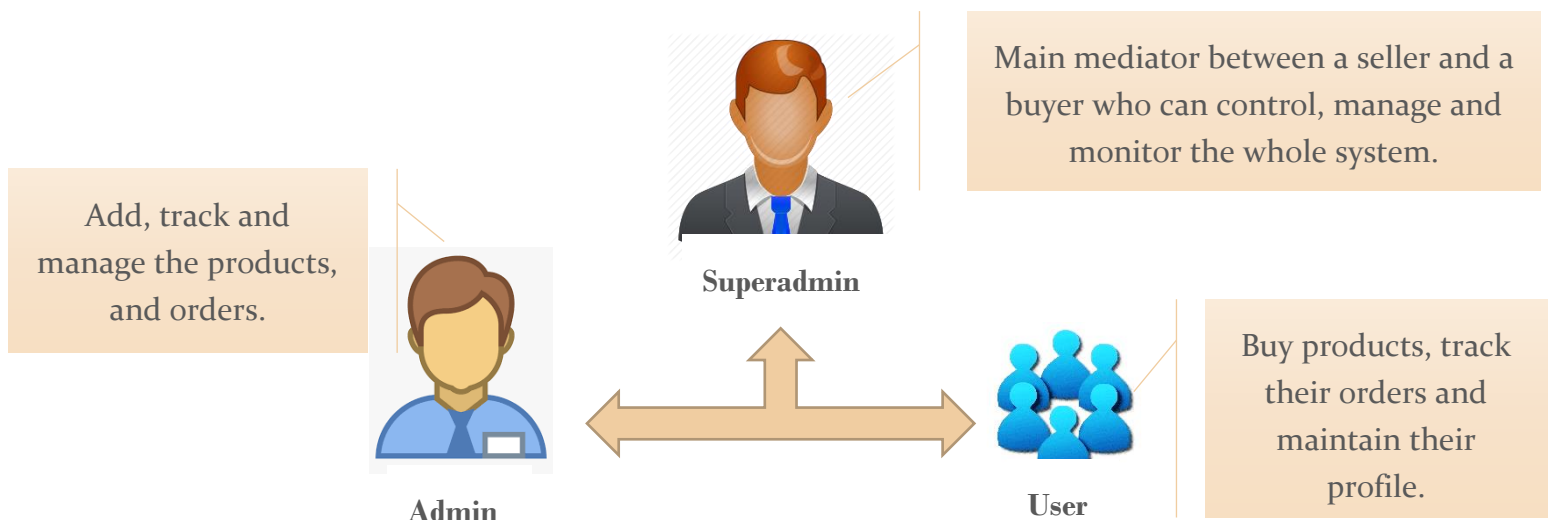 Main mediator between a seller and a
buyer who can control, manage and
monitor the whole system.
Add, track and
manage the products,
and orders.
Superadmin
Buy products, track
their orders and
maintain their
profile.
Admin
User